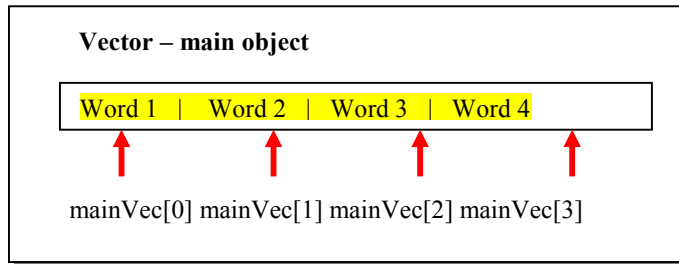 Vector – main object
Word 1 | Word 2 | Word 3 | Word 4
mainVec[0] mainVec[1] mainVec[2] mainVec[3]